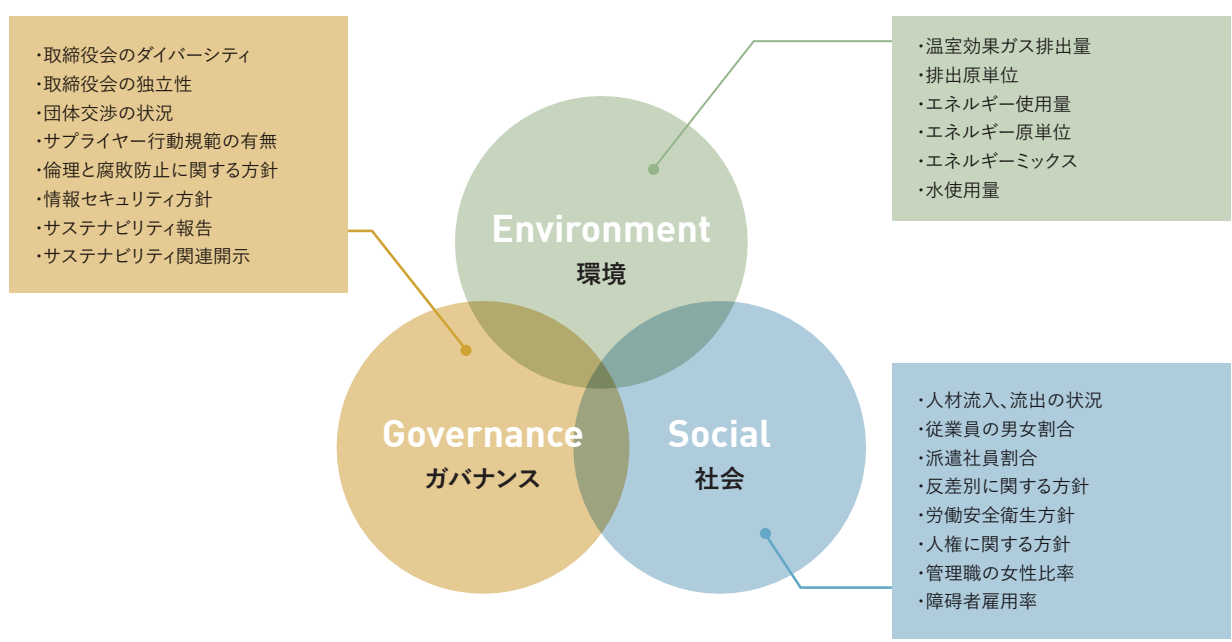 ・取締役会のダイバーシティ
・取締役会の独立性
・団体交渉の状況
・サプライヤー行動規範の有無
・倫理と腐敗防止に関する方針
・情報セキュリティ方針
・サステナビリティ報告
・サステナビリティ関連開示
・温室効果ガス排出量
・排出原単位
・エネルギー使用量
・エネルギー原単位
・エネルギーミックス
・水使用量
Environment
環境
Governance
ガバナンス
Social
社会
・人材流入、流出の状況
・従業員の男女割合
・派遣社員割合
・反差別に関する方針
・労働安全衛生方針
・人権に関する方針
・管理職の女性比率
・障碍者雇用率